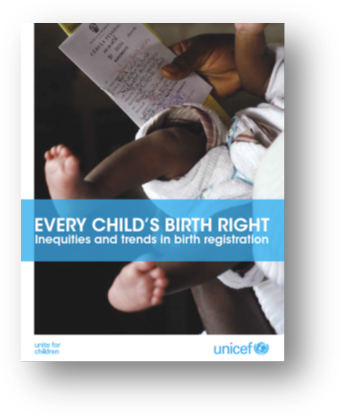 EVERY CHILD'S BIRTH RIGHT
Inequities and trends in birth registration
unite for
children
unicef